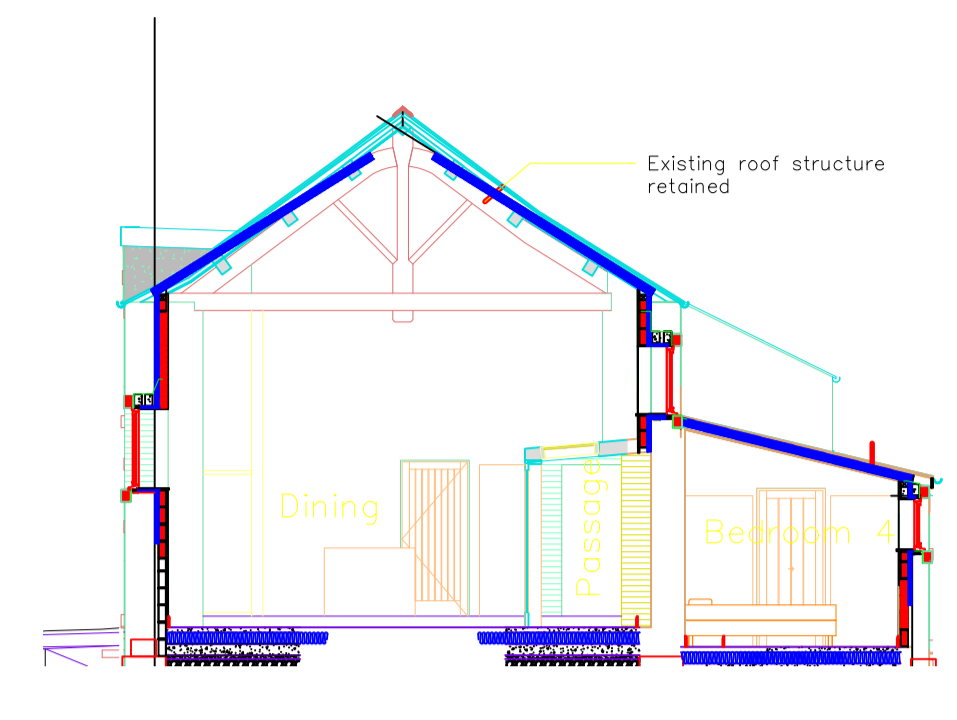 Existing roof structure
retained
Dining
Passage
Bedroom 4